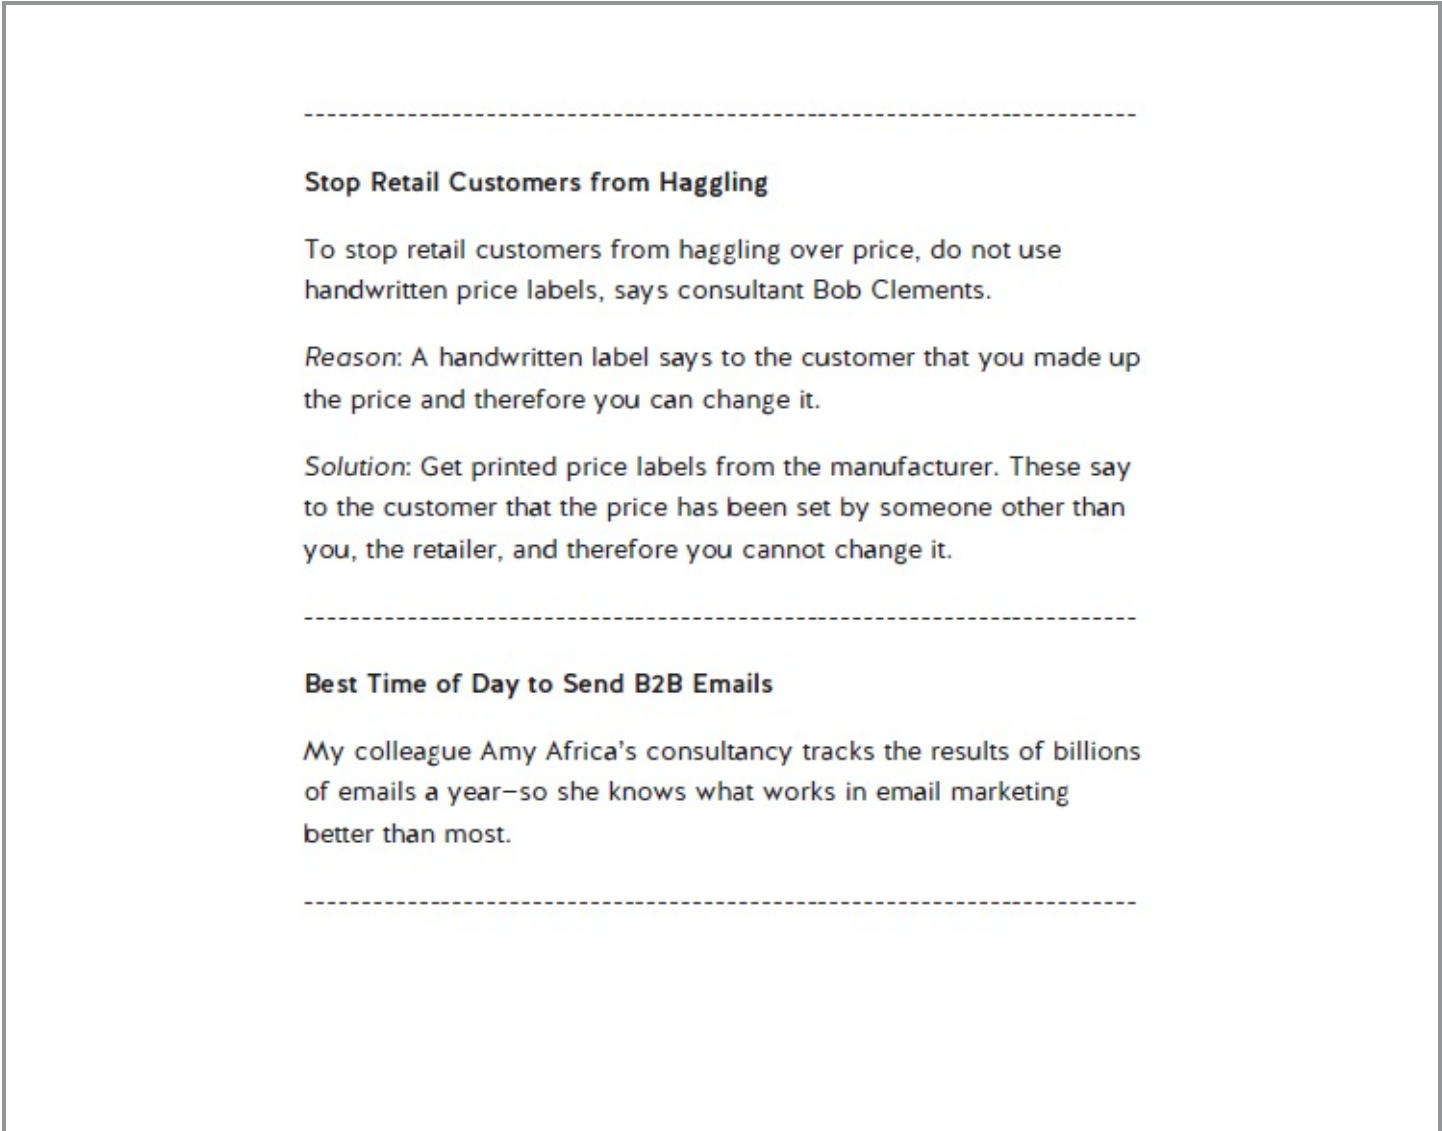 --------------------------------------------------------------------------
Stop Retail Customers from Haggling
To stop retail customers from haggling over price, do not use
handwritten price labels, says consultant Bob Clements.
Reason: A handwritten label says to the customer that you made up
the price and therefore you can change it.
Solution: Get printed price labels from the manufacturer. These say
to the customer that the price has been set by someone other than
you, the retailer, and therefore you cannot change it.
--------------------------------------------------------------------------
Best Time of Day to Send B2B Emails
My colleague Amy Africa’s consultancy tracks the results of billions
of emails a year—so she knows what works in email marketing
better than most.
--------------------------------------------------------------------------